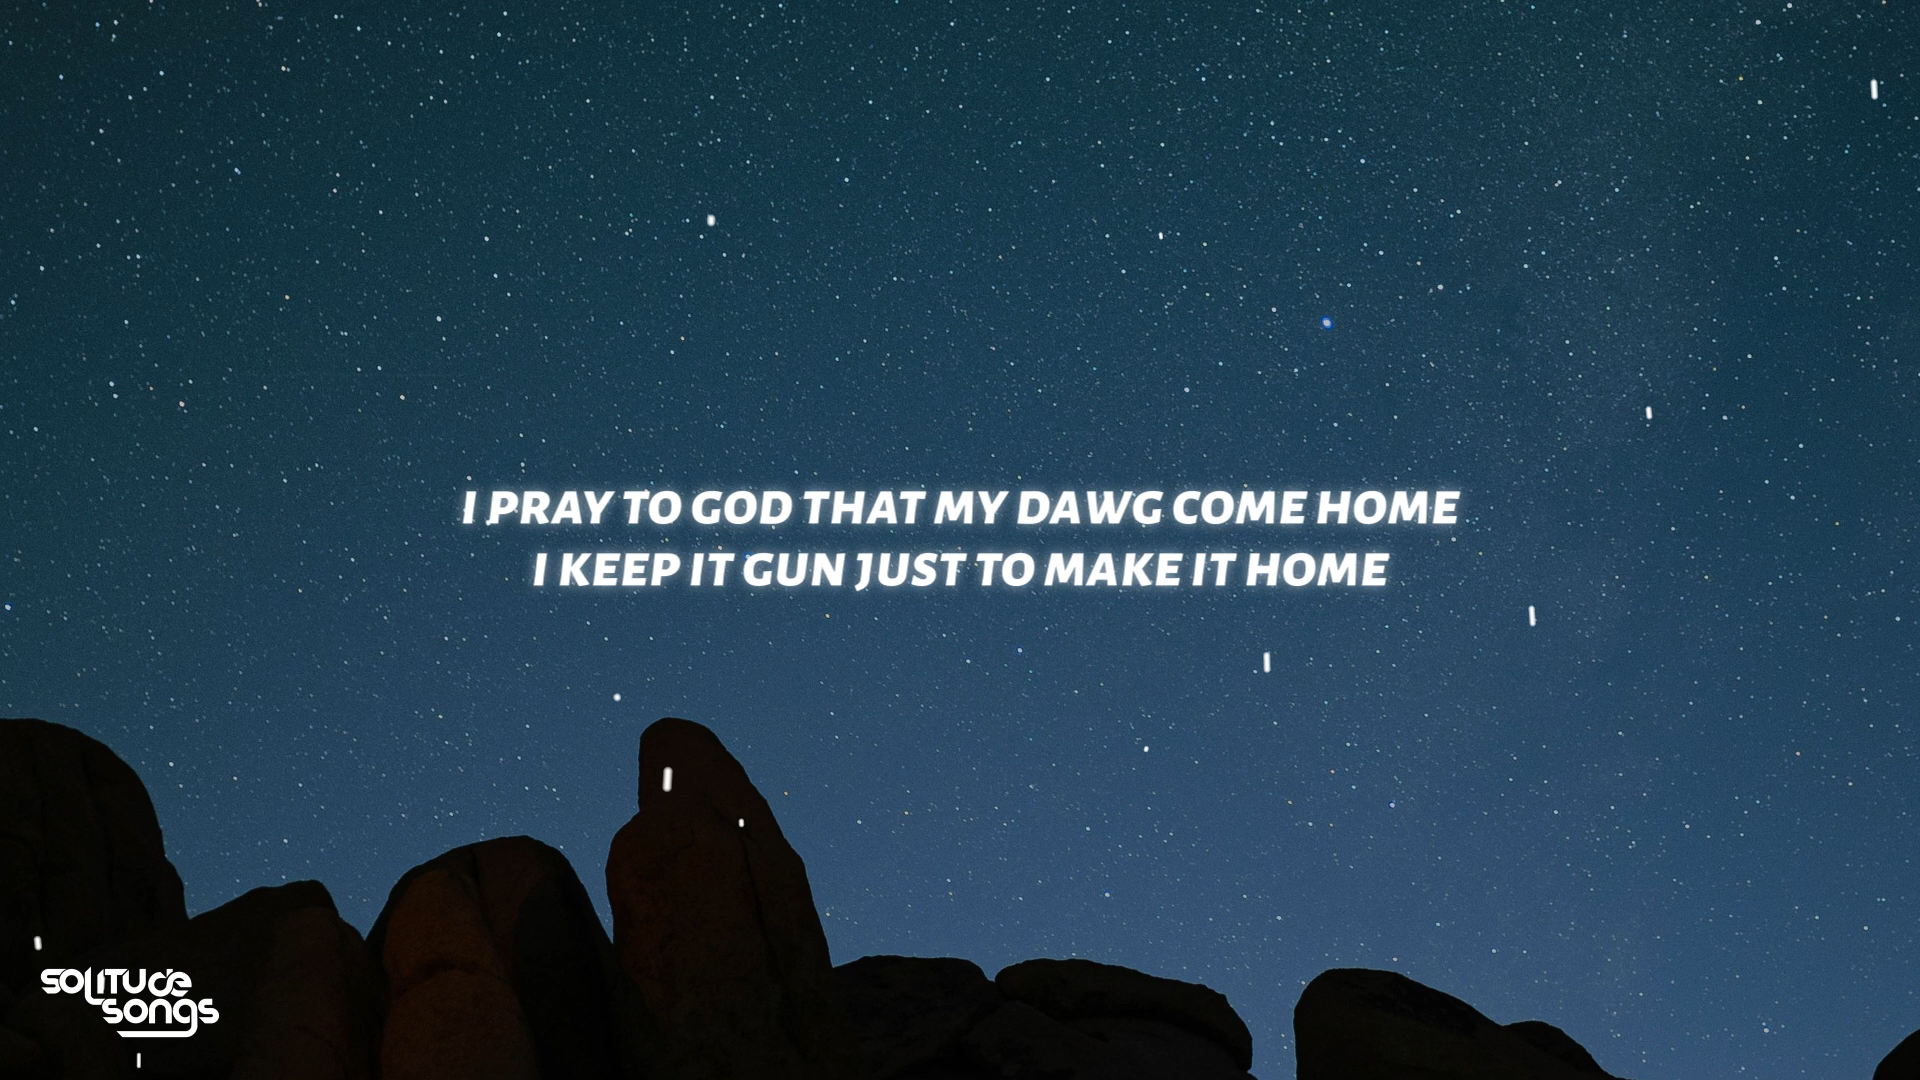 I PRAY TO GOD THAT MY DAWG COME HOME
I KEEP IT GUN JUST TO MAKE IT HOME
solitude
songs